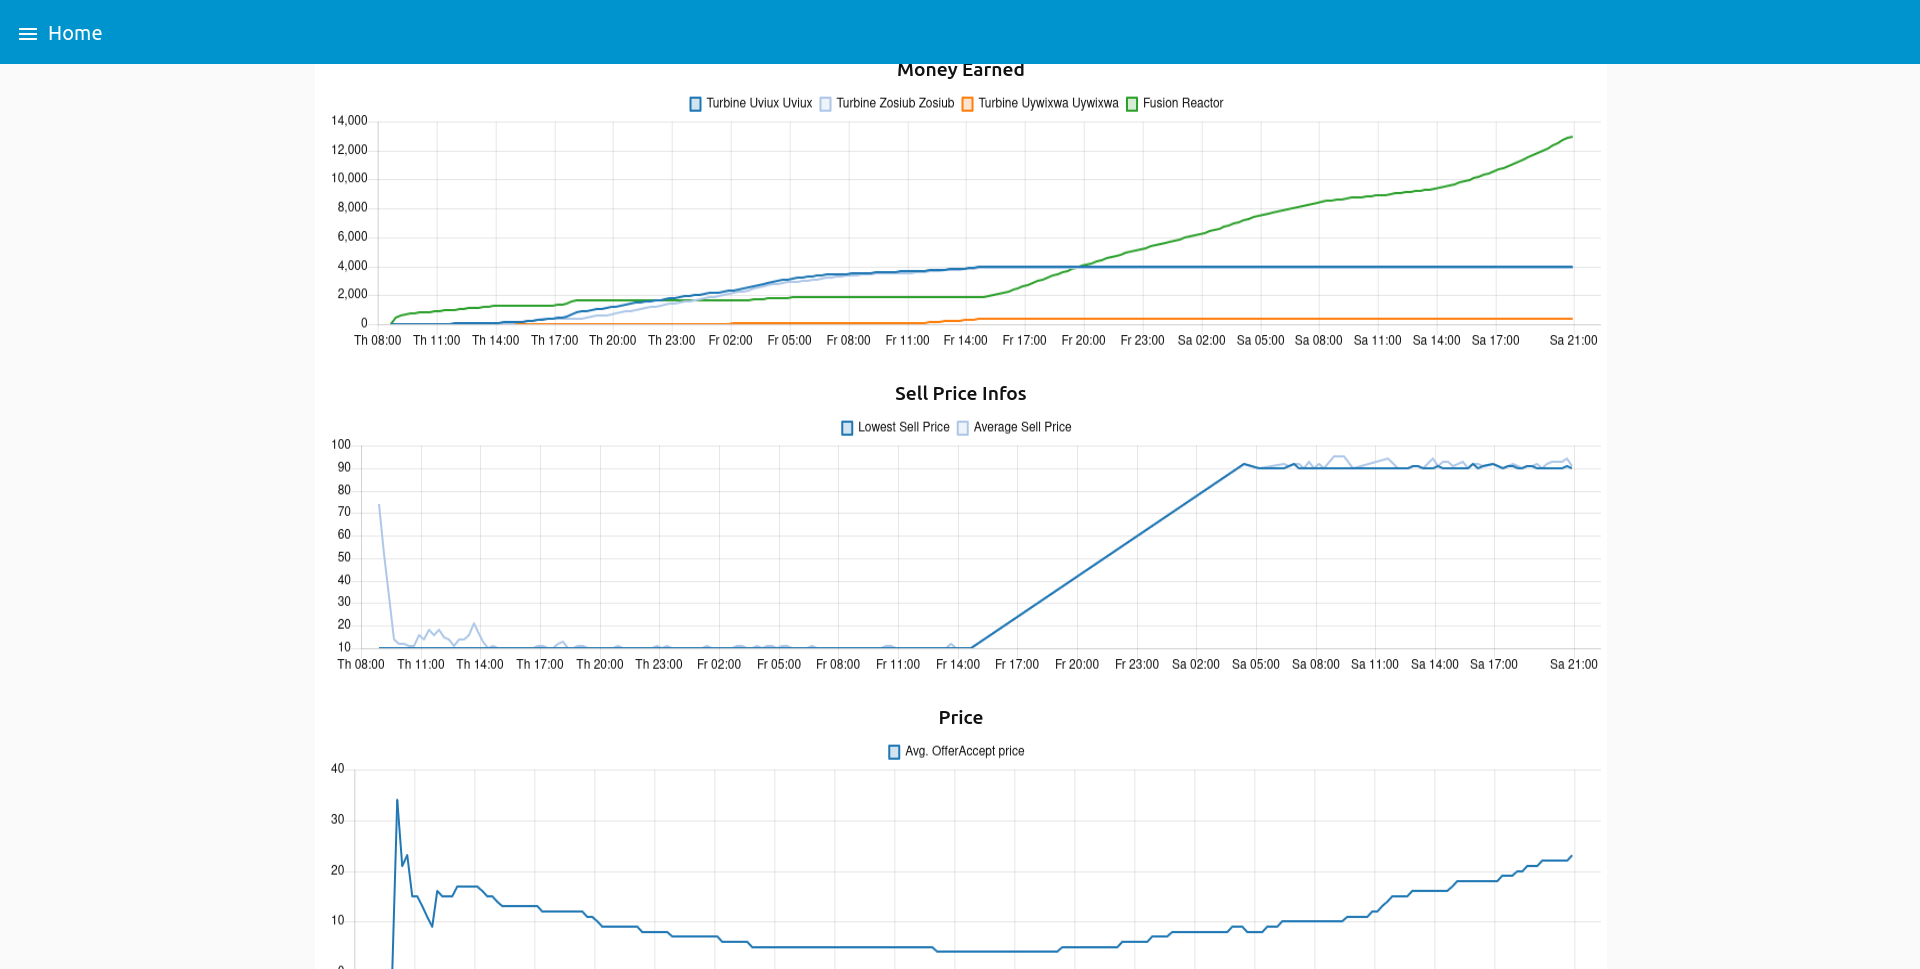 Home
Money Earned
Turbine Uviux Uviux Turbine Zosiub Zosiub Turbine Uywixwa Uywixwa Fusion Reactor
14,000
12,000
10,000
8,000
6,000
4,000
2,000
0
Th 08:00 Th 11:00 Th 14:00 Th 17:00 Th 20:00 Th 23:00 Fr 02:00 Fr 05:00 Fr 08:00 Fr 11:00 Fr 14:00 Fr 17:00 Fr 20:00 Fr 23:00 Sa 02:00 Sa 05:00 Sa 08:00 Sa 11:00 Sa 14:00 Sa 17:00 Sa 21:00
Sell Price Infos
Lowest Sell Price Average Sell Price
100
90
80
70
60
50
40
30
20
10
Th 08:00 Th 11:00 Th 14:00 Th 17:00 Th 20:00 Th 23:00 Fr 02:00 Fr 05:00 Fr 08:00 Fr 11:00 Fr 14:00 Fr 17:00 Fr 20:00 Fr 23:00 Sa 02:00 Sa 05:00 Sa 08:00 Sa 11:00 Sa 14:00 Sa 17:00 Sa 21:00
Price
Avg. OfferAccept price
40
30
20
10